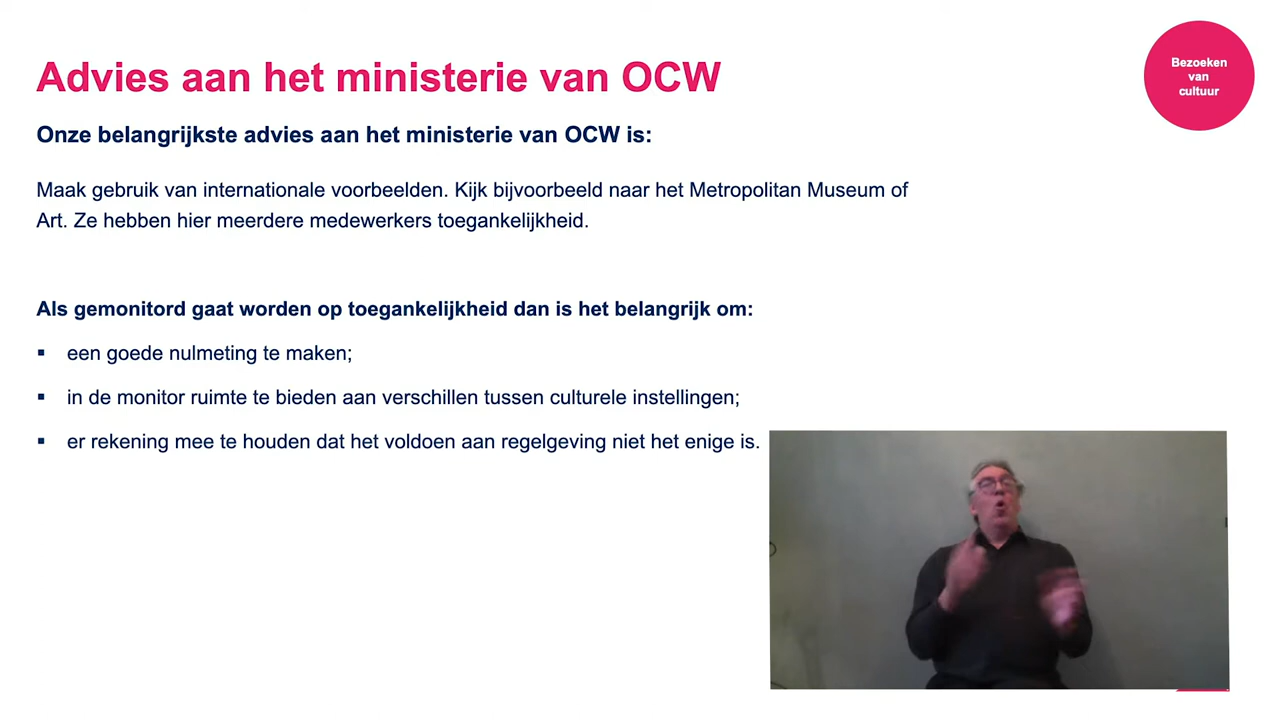 Advies aan het ministerie van OCW
Bezoeken
van
cultuur
Onze belangrijkste advies aan het ministerie van OCW is:
Maak gebruik van internationale voorbeelden. Kijk bijvoorbeeld naar het Metropolitan Museum of
Art. Ze hebben hier meerdere medewerkers toegankelijkheid.
Als gemonitord gaat worden op toegankelijkheid dan is het belangrijk om:
▪ een goede nulmeting te maken;
▪ in de monitor ruimte te bieden aan verschillen tussen culturele instellingen;
▪ er rekening mee te houden dat het voldoen aan regelgeving niet het enige is.